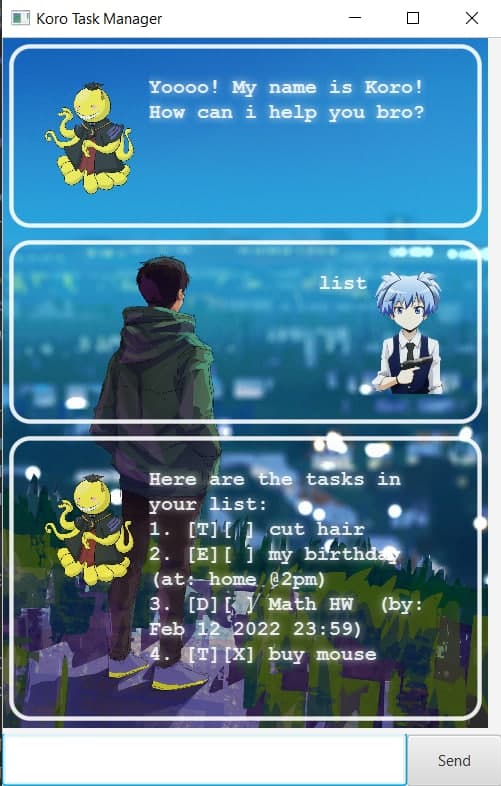 Koro Task Manager
Yoooo! My name is Koro!
How can i help you bro?
list
Here are the tasks in
your list:
1. [T][ ] cut hair
2. [E][ ] my birthday
(at: home @2pm)
3. [D][ ] Math HW  (by:
Feb 12 2022 23:59)
4. [T][X] buy mouse
Send